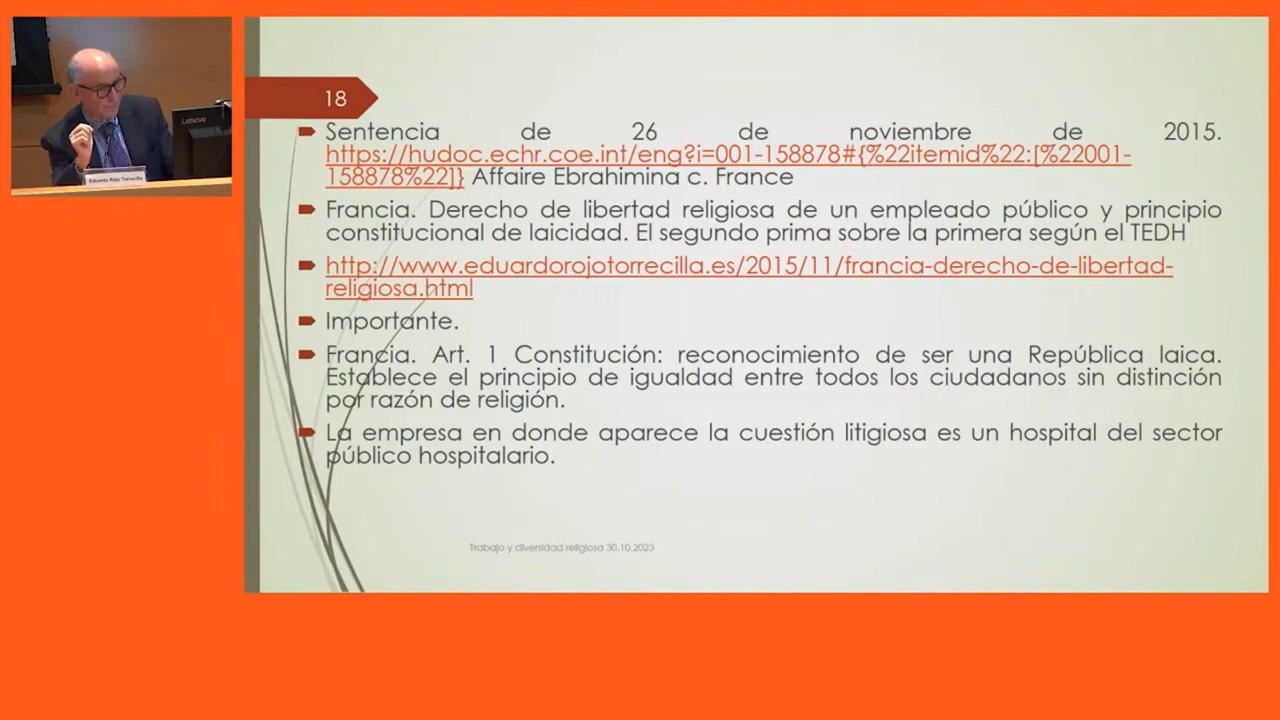 Lenovo
Eduardo Rojo Torrecilla
18
Sentencia de 26 de noviembre de 2015.
https://hudoc.echr.coe.int/eng?i=001-158878#{%22itemid%22:[%22001-
158878%22]} Affaire Ebrahimina c. France
Francia. Derecho de libertad religiosa de un empleado público y principio
constitucional de laicidad. El segundo prima sobre la primera según el TEDH
http://www.eduardorojotorrecilla.es/2015/11/francia-derecho-de-libertad-
religiosa.html
Importante.
Francia. Art. 1 Constitución: reconocimiento de ser una República laica.
Establece el principio de igualdad entre todos los ciudadanos sin distinción
por razón de religión.
La empresa en donde aparece la cuestión litigiosa es un hospital del sector
público hospitalario.
Trabajo y diversidad religiosa 30.10.2023